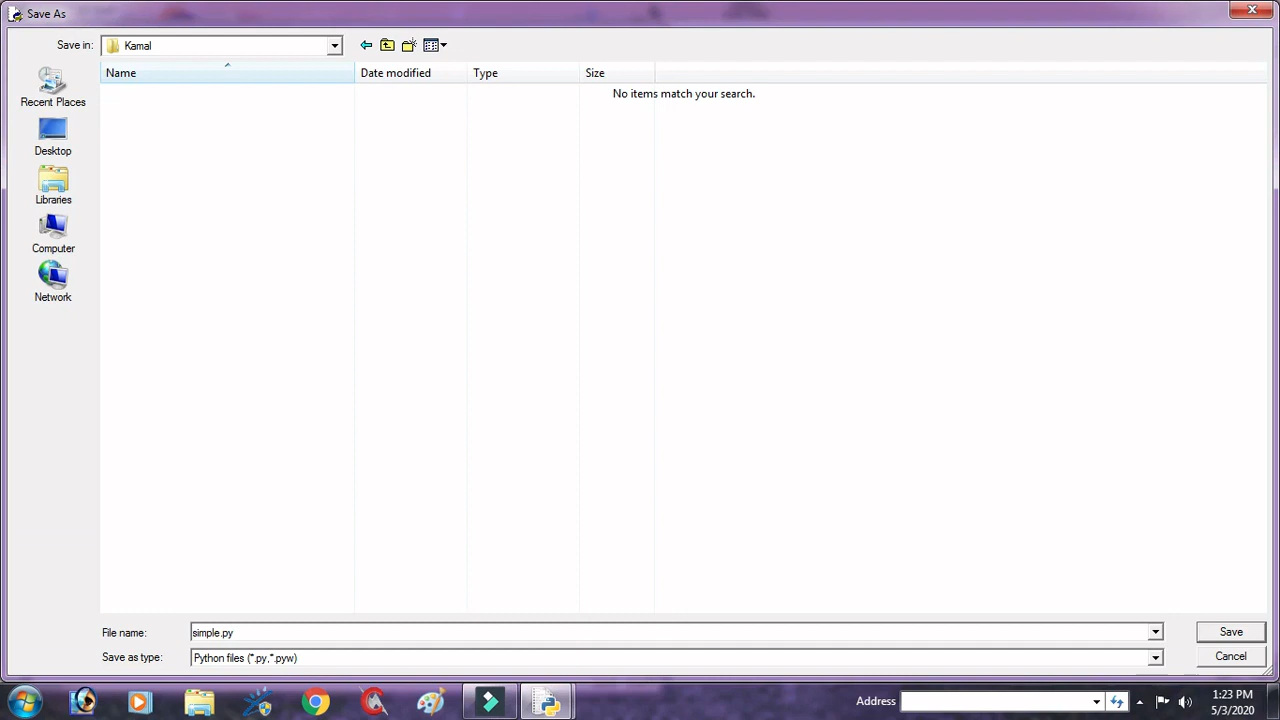 Save As
Save in: Kamal
Name Date modified Type Size
No items match your search.
Recent Places
Desktop
Libraries
Computer
Network
File name: simple.py Save
Save as type: Python files (*.py,*.pyw) Cancel
Address
1:23 PM
5/3/2020